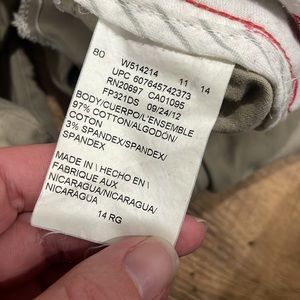 80 W514214 11 14
UPC 607645742373
RN20697 CA01095
FP321DS 09/24/12
BODY/CUERPO/L'ENSEMBLE
97% COTTON/ALGODÓN/
COTON
3% SPANDEX/SPANDEX/
SPANDEX
MADE IN \ HECHO EN \
FABRIQUE AUX
NICARAGUA/NICARAGUA/
NICARAGUA
14 RG